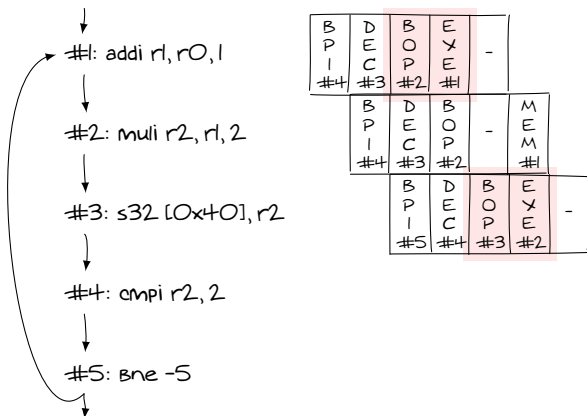 #1: addi r1, r0, 1
#2: muli r2, r1, 2
#3: s32 [0x40], r2
#4: cmpi r2, 2
#5: Bne -5
B D B E
P E O X -
I C P E
#4 #3 #2 #1
B D B M
P E O - E
I C P M
#4 #3 #2 #1
B D B E
P E O X -
I C P E
#5 #4 #3 #2